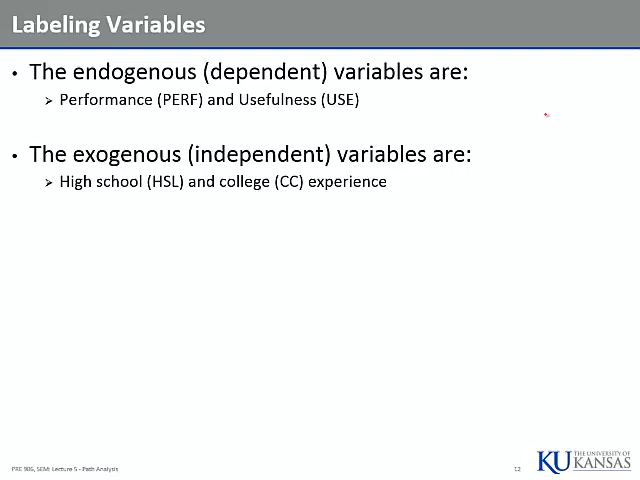 Labeling Variables
• The endogenous (dependent) variables are:
➢ Performance (PERF) and Usefulness (USE)
• The exogenous (independent) variables are:
➢ High school (HSL) and college (CC) experience
PRE 906, SEM: Lecture 5 - Path Analysis
12
KU THE UNIVERSITY OF
KANSAS